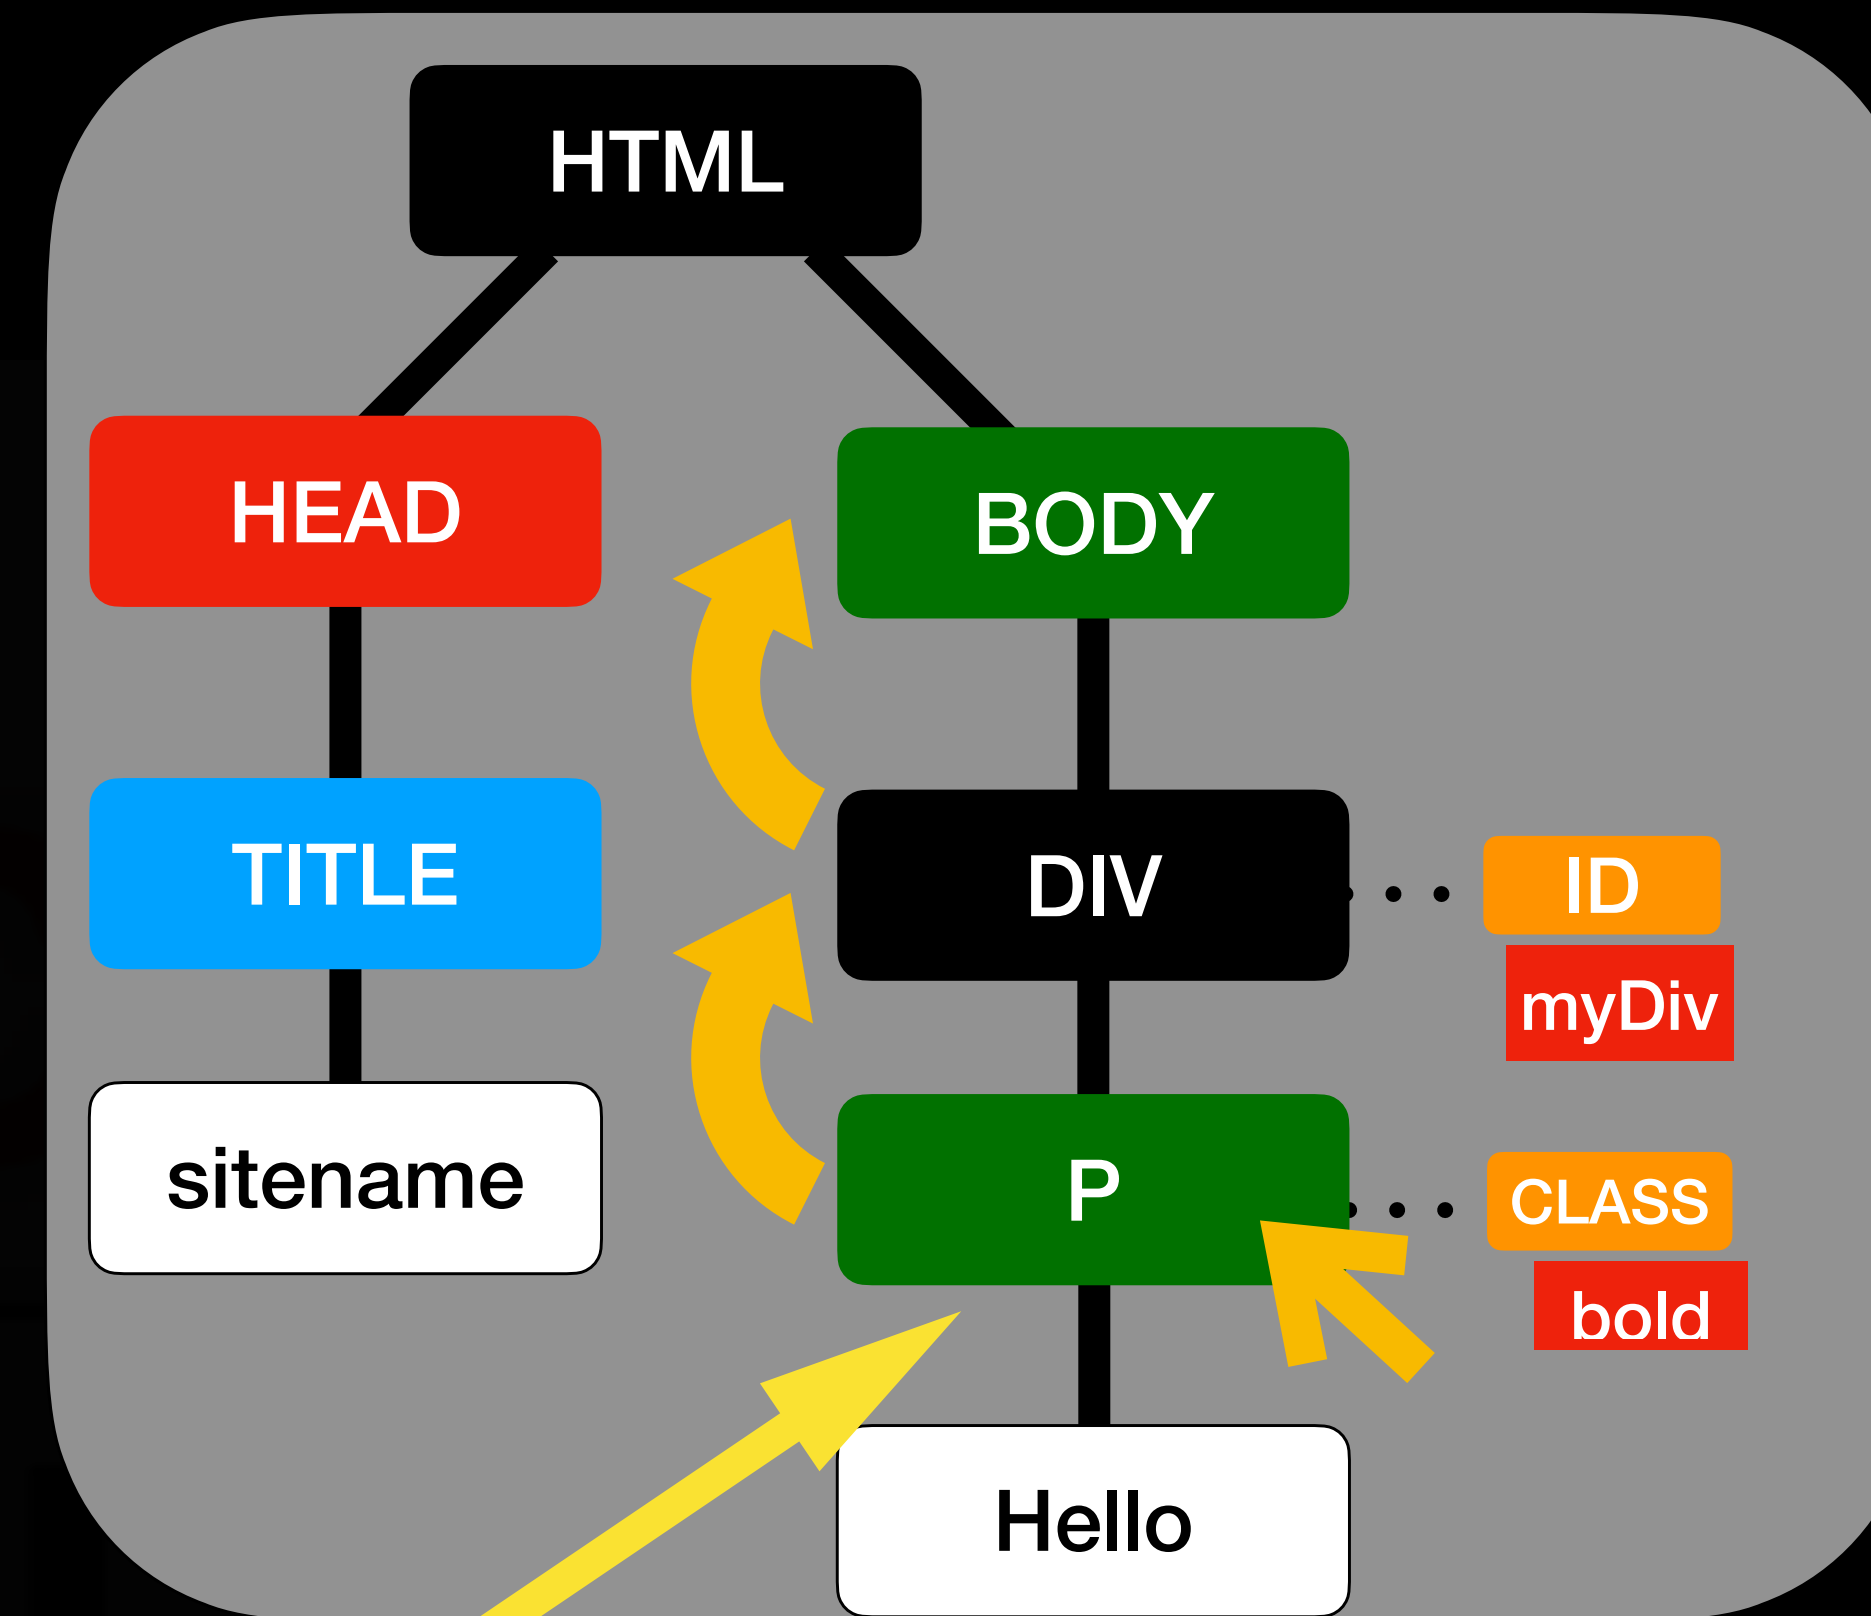 HTML
HEAD
BODY
TITLE
DIV
ID
myDiv
sitename
P
CLASS
bold
Hello